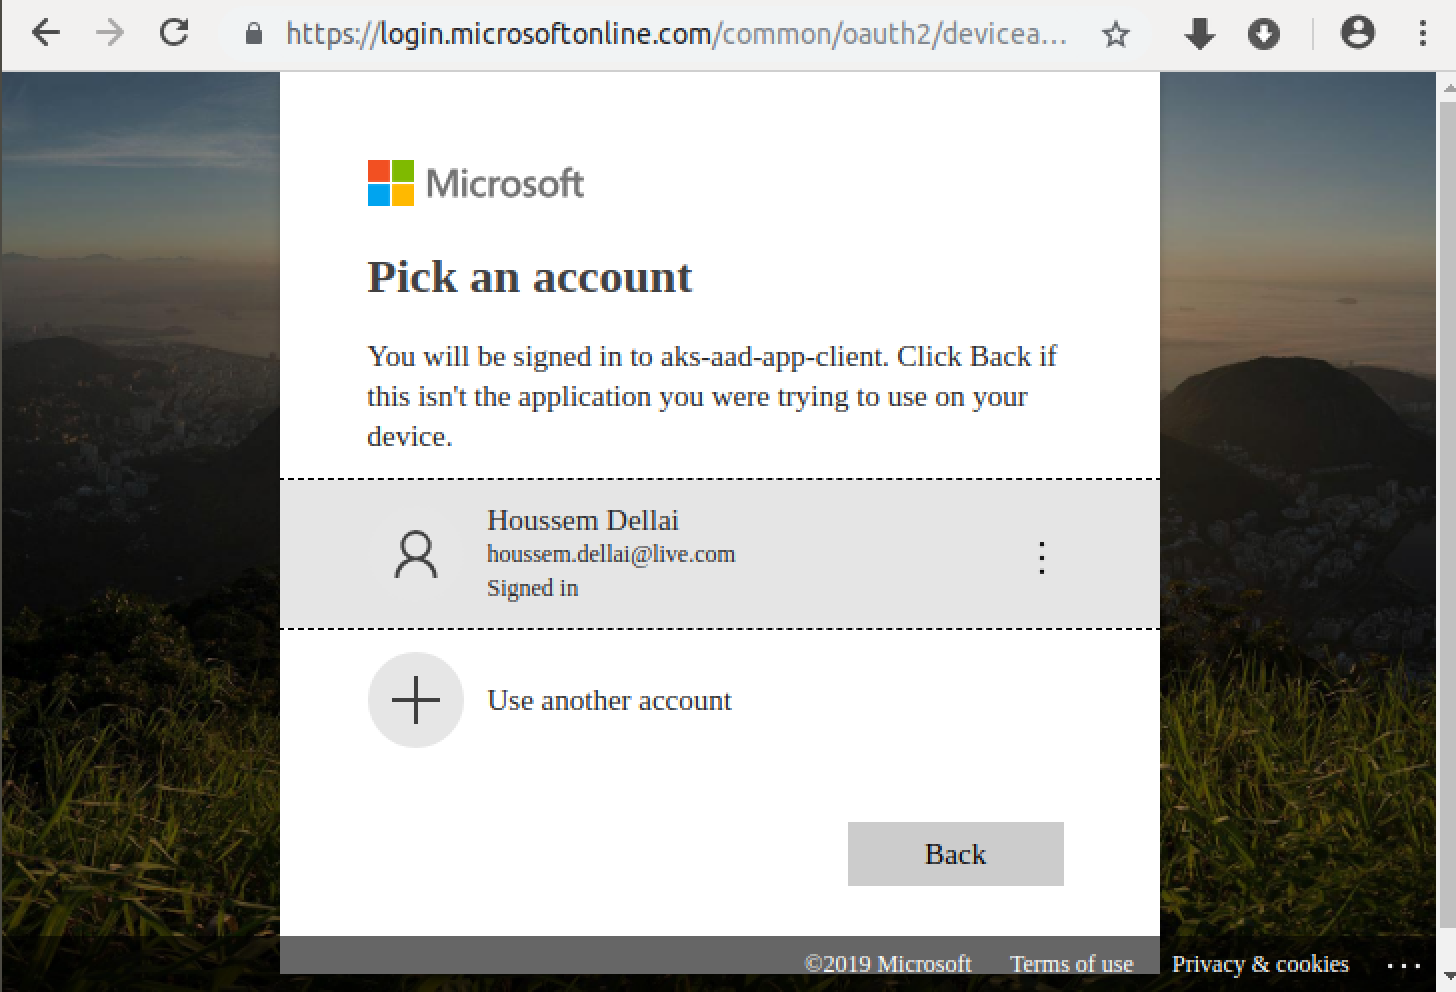 https://login.microsoftonline.com/common/oauth2/devicea...
Microsoft
Pick an account
You will be signed in to aks-aad-app-client. Click Back if
this isn't the application you were trying to use on your
device.
Houssem Dellai
houssem.dellai@live.com
Signed in
Use another account
Back
©2019 Microsoft Terms of use Privacy & cookies ...